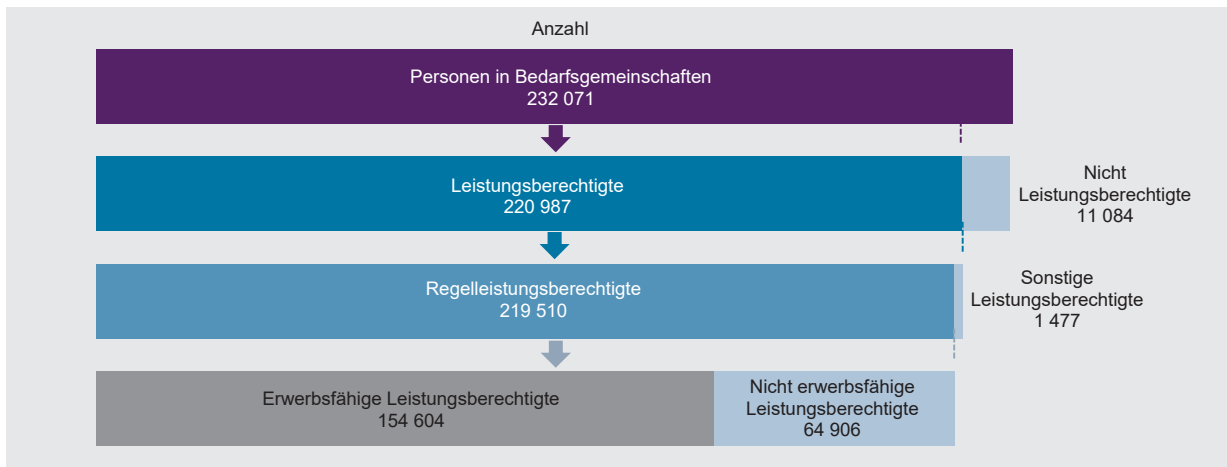 Anzahl
Personen in Bedarfsgemeinschaften
232 071
Leistungsberechtigte
220 987
Nicht
Leistungsberechtigte
11 084
Regelleistungsberechtigte
219 510
Sonstige
Leistungsberechtigte
1 477
Erwerbsfähige Leistungsberechtigte
154 604
Nicht erwerbsfähige
Leistungsberechtigte
64 906